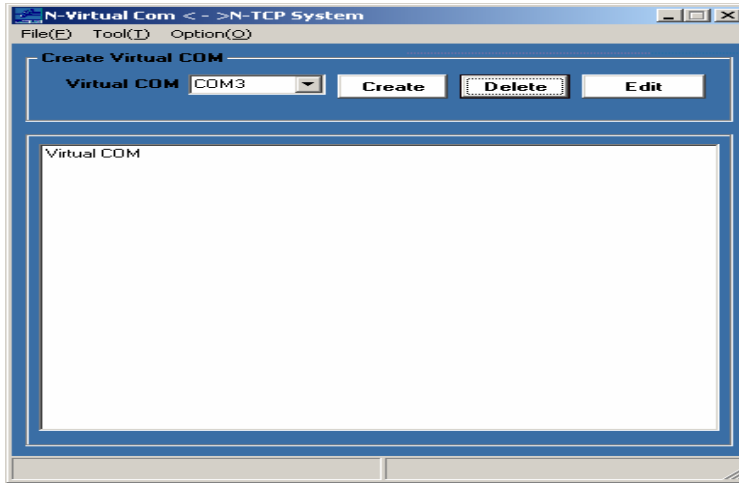 N-Virtual Com < - >N-TCP System
File(F) Tool(T) Option(O)
Create Virtual COM
Virtual COM COM3 Create Delete Edit
Virtual COM